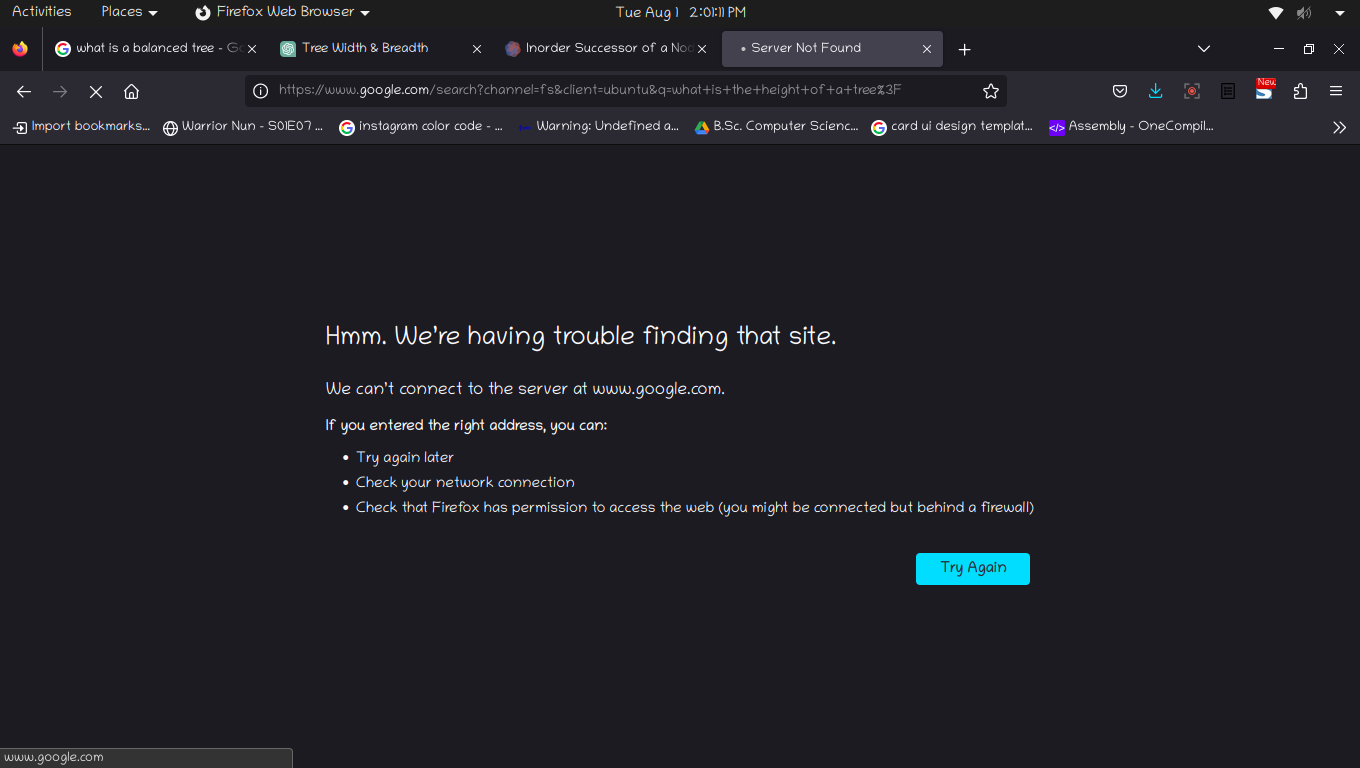 Activities Places Firefox Web Browser Tue Aug 1 2:01:11 PM
what is a balanced tree - Go Tree Width & Breadth Inorder Successor of a Nod Server Not Found
https://www.google.com/search?channel=fs&client=ubuntu&q=what+is+the+height+of+a+tree%3F New
Import bookmarks... Warrior Nun - S01E07 ... instagram color code - ... Warning: Undefined a... B.Sc. Computer Scienc... card ui design templat... </> Assembly - OneCompil...
Hmm. We're having trouble finding that site.
We can't connect to the server at www.google.com.
If you entered the right address, you can:
• Try again later
• Check your network connection
• Check that Firefox has permission to access the web (you might be connected but behind a firewall)
Try Again
www.google.com